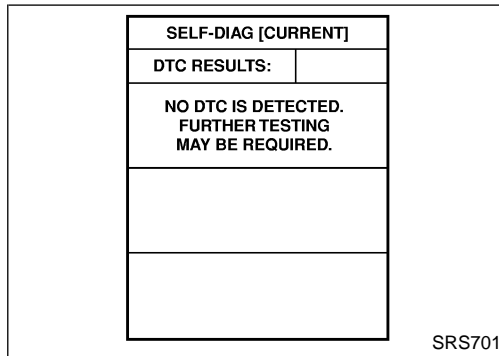 SELF-DIAG [CURRENT]
DTC RESULTS:
NO DTC IS DETECTED.
FURTHER TESTING
MAY BE REQUIRED.
SRS701